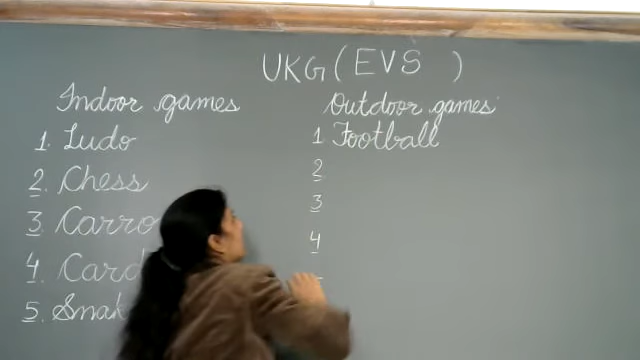 UKG (EVS )
Indoor games
1. Ludo
2. Chess
3. Carro
4. Card
5. Snak
Outdoor games
1 Football
2
3
4